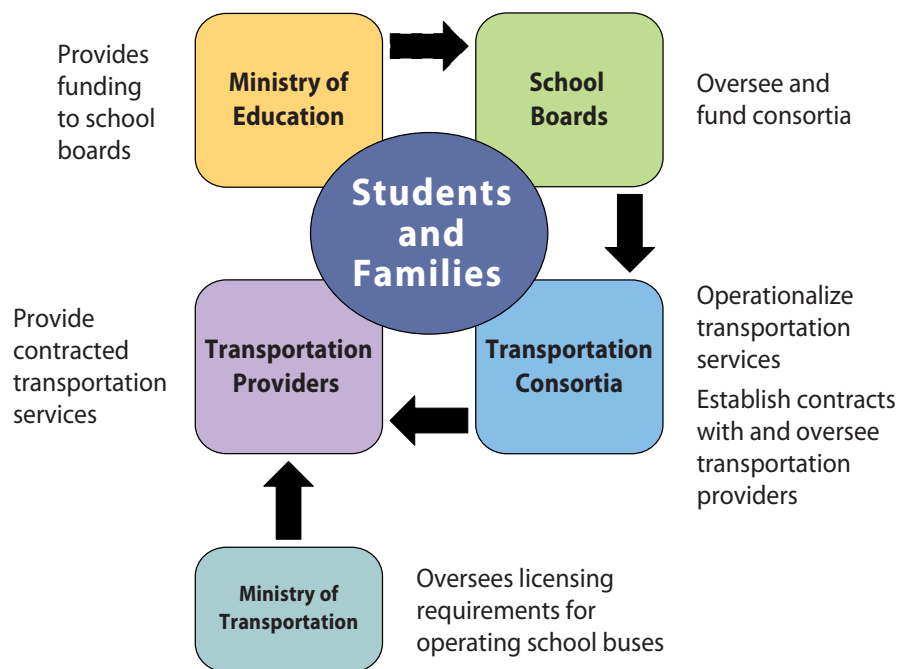 Provides
funding
to school
boards
Ministry of
Education
School
Boards
Oversee and
fund consortia
Students
and
Families
Provide
contracted
transportation
services
Transportation
Providers
Transportation
Consortia
Operationalize
transportation
services
Establish contracts
with and oversee
transportation
providers
Ministry of
Transportation
Oversees licensing
requirements for
operating school buses